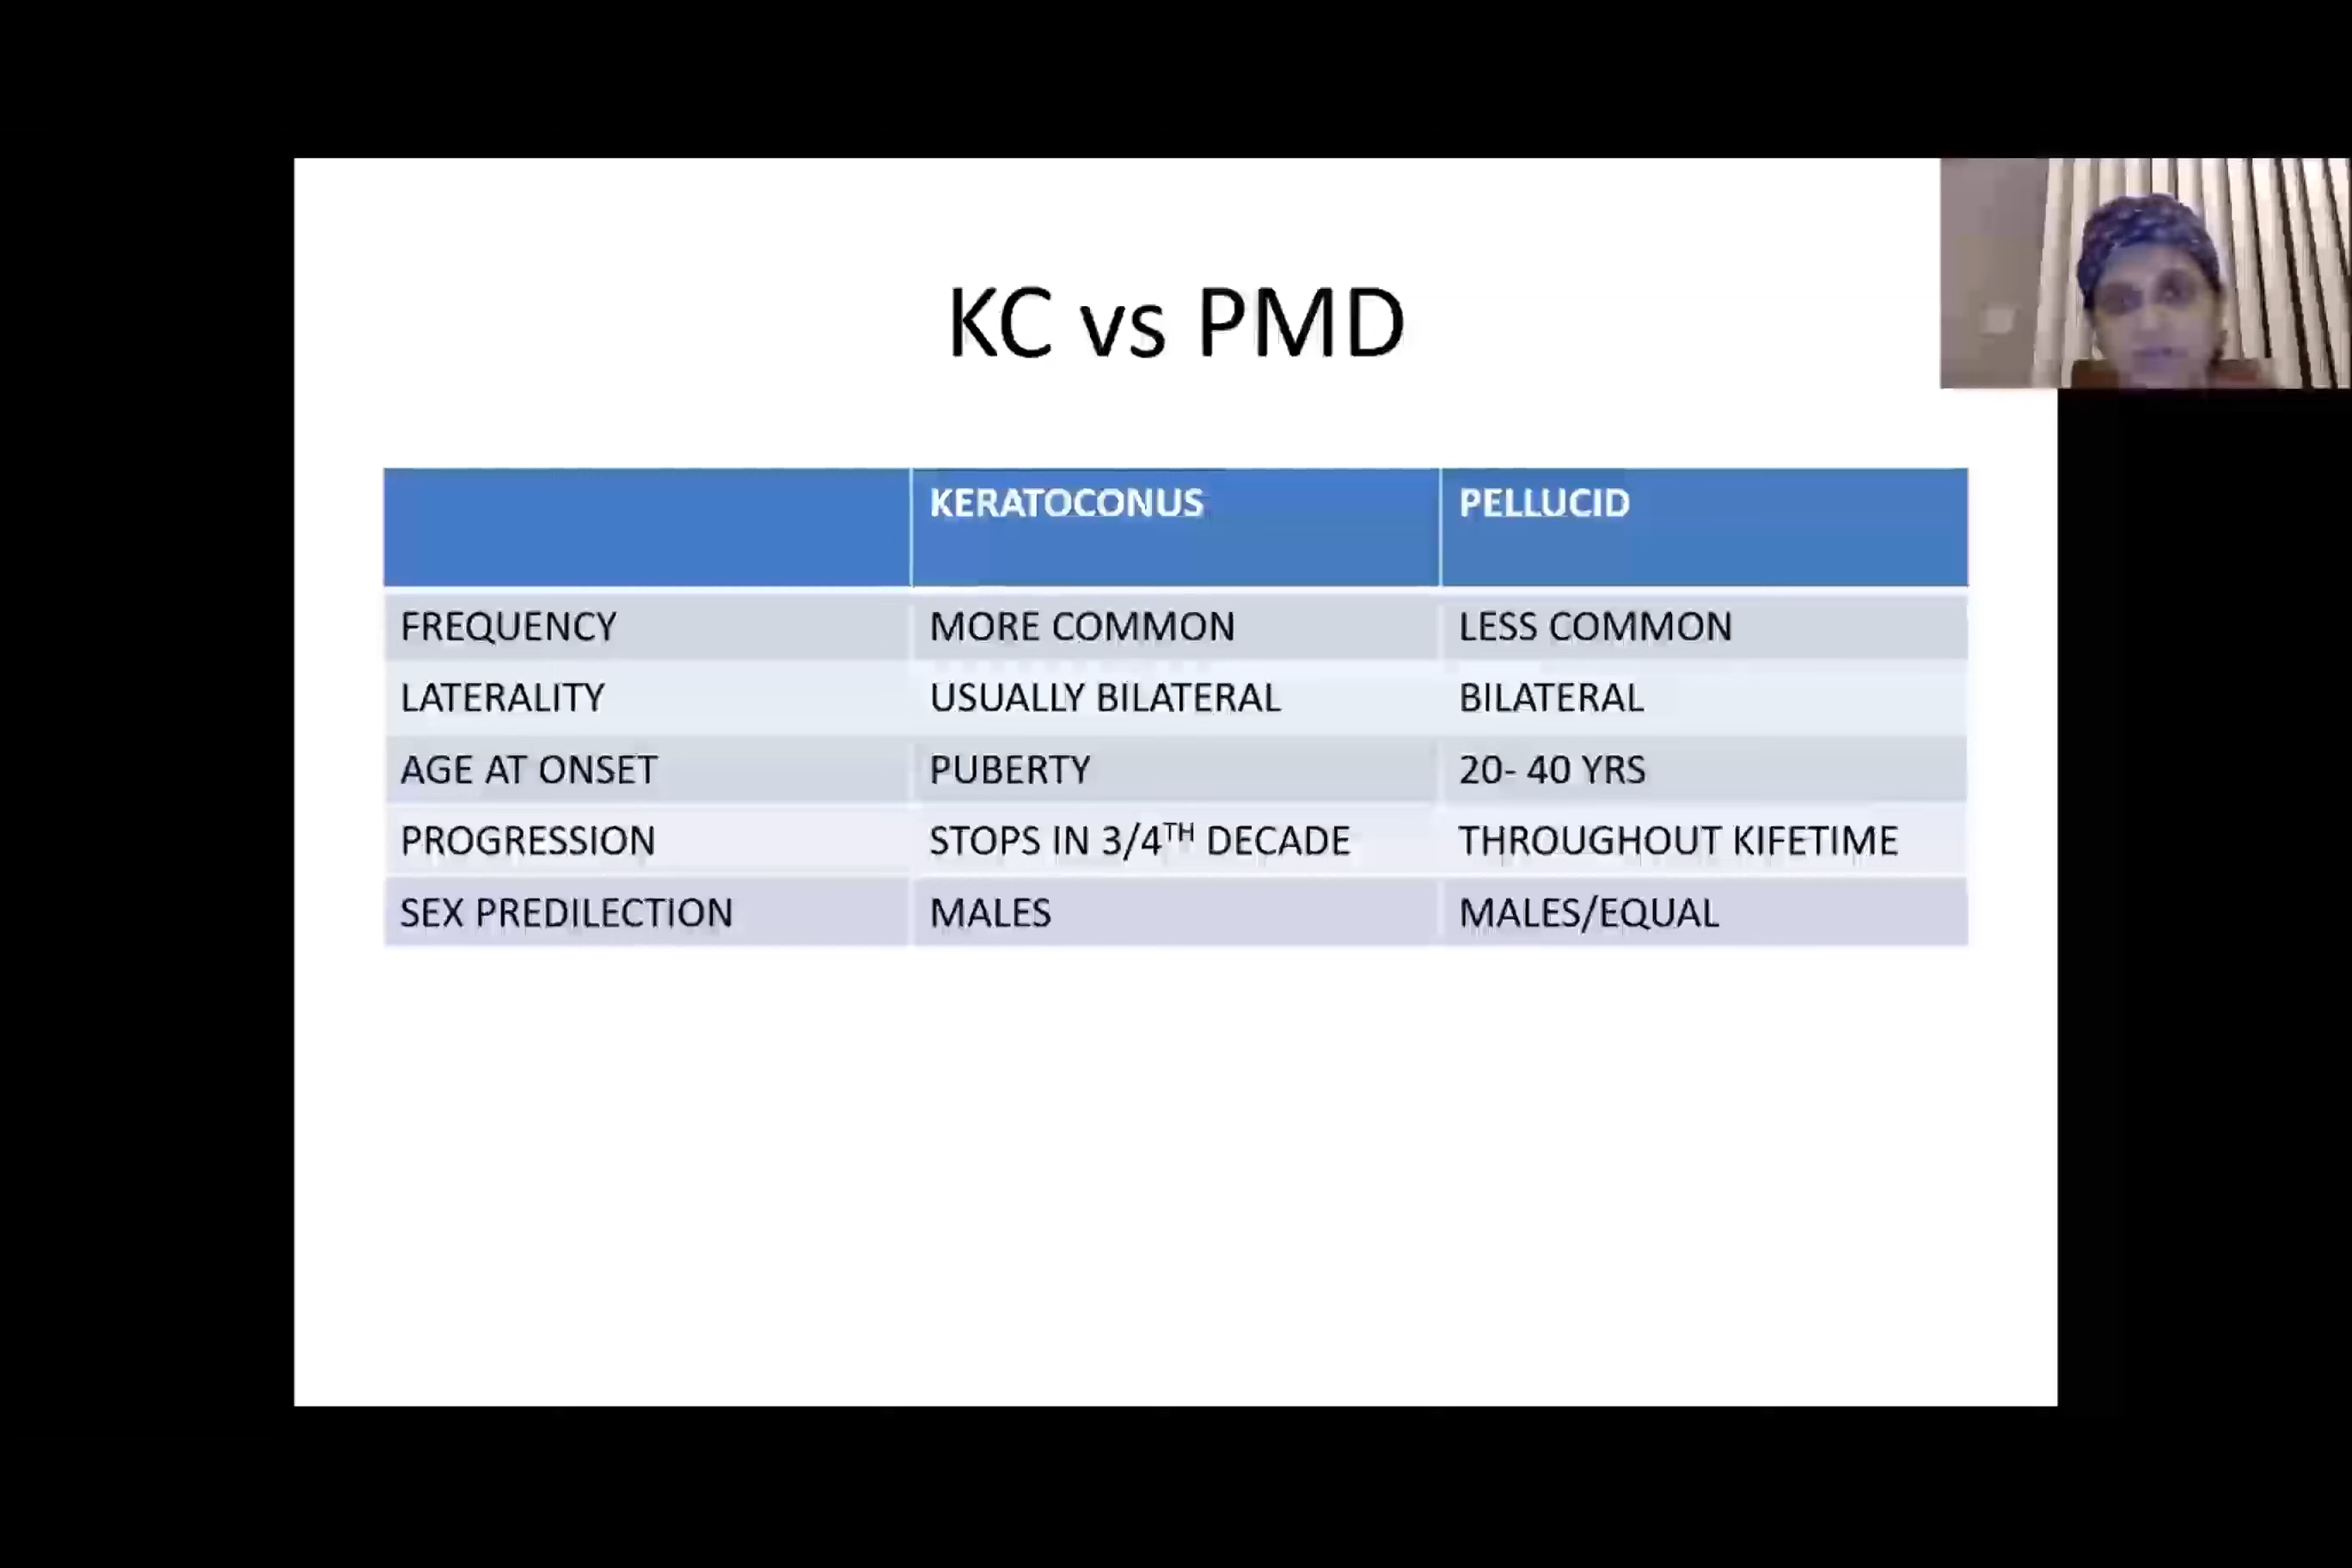 KC vs PMD
KERATOCONUS PELLUCID
FREQUENCY MORE COMMON LESS COMMON
LATERALITY USUALLY BILATERAL BILATERAL
AGE AT ONSET PUBERTY 20- 40 YRS
PROGRESSION STOPS IN 3/4TH DECADE THROUGHOUT KIFETIME
SEX PREDILECTION MALES MALES/EQUAL